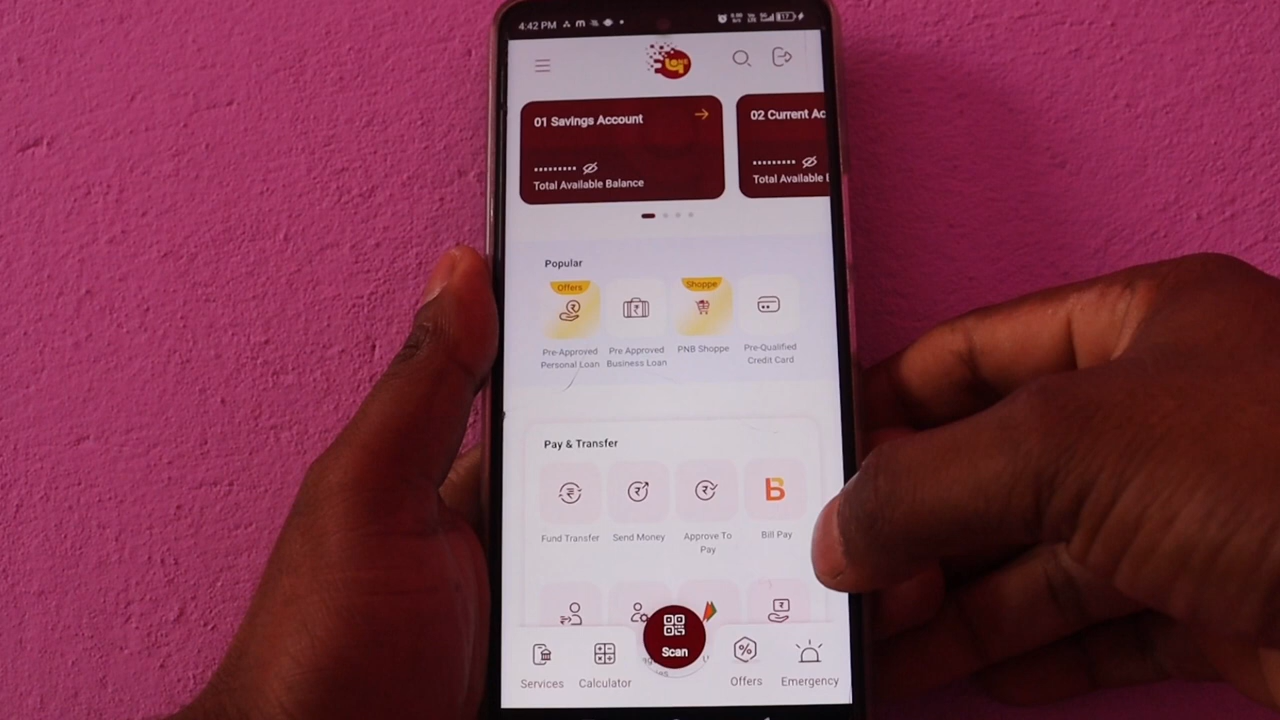 4:42 PM
ONE
01 Savings Account
Total Available Balance
02 Current Ac
Total Available
Popular
Offers
Shoppe
Pre-Approved
Personal Loan
Pre Approved
Business Loan
PNB Shoppe
Pre-Qualified
Credit Card
Pay & Transfer
Fund Transfer
Send Money
Approve To
Pay
Bill Pay
Scan
Services
Calculator
Offers
Emergency